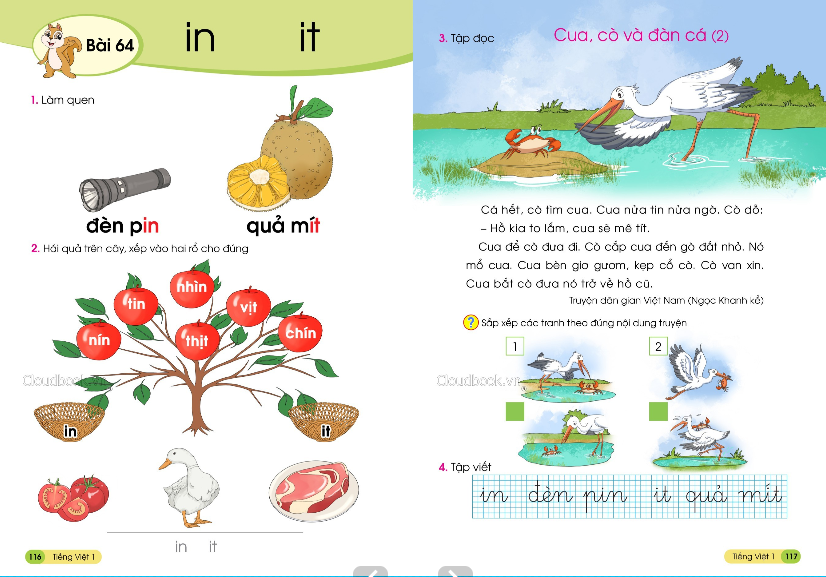 Bài 64
in it
1. Làm quen
đèn pin
quả mít
2. Hái quả trên cây, xếp vào hai rổ cho đúng
nhìn
tin
vịt
nín
thịt
chín
Cloudbook.vn
in
it
in it
116 Tiếng Việt 1
3. Tập đọc
Cua, cò và đàn cá (2)
Cá hết, cò tìm cua. Cua nửa tin nửa ngờ. Cò dỗ:
– Hồ kia to lắm, cua sẽ mê tít.
Cua để cò đưa đi. Cò cắp cua đến gò đất nhỏ. Nó
mổ cua. Cua bèn giơ gươm, kẹp cổ cò. Cò van xin.
Cua bắt cò đưa nó trở về hồ cũ.
Truyện dân gian Việt Nam (Ngọc Khanh kể)
? Sắp xếp các tranh theo đúng nội dung truyện
1
2
Cloudbook.vn
4. Tập viết
in đèn pin it quả mít
Tiếng Việt 1 117